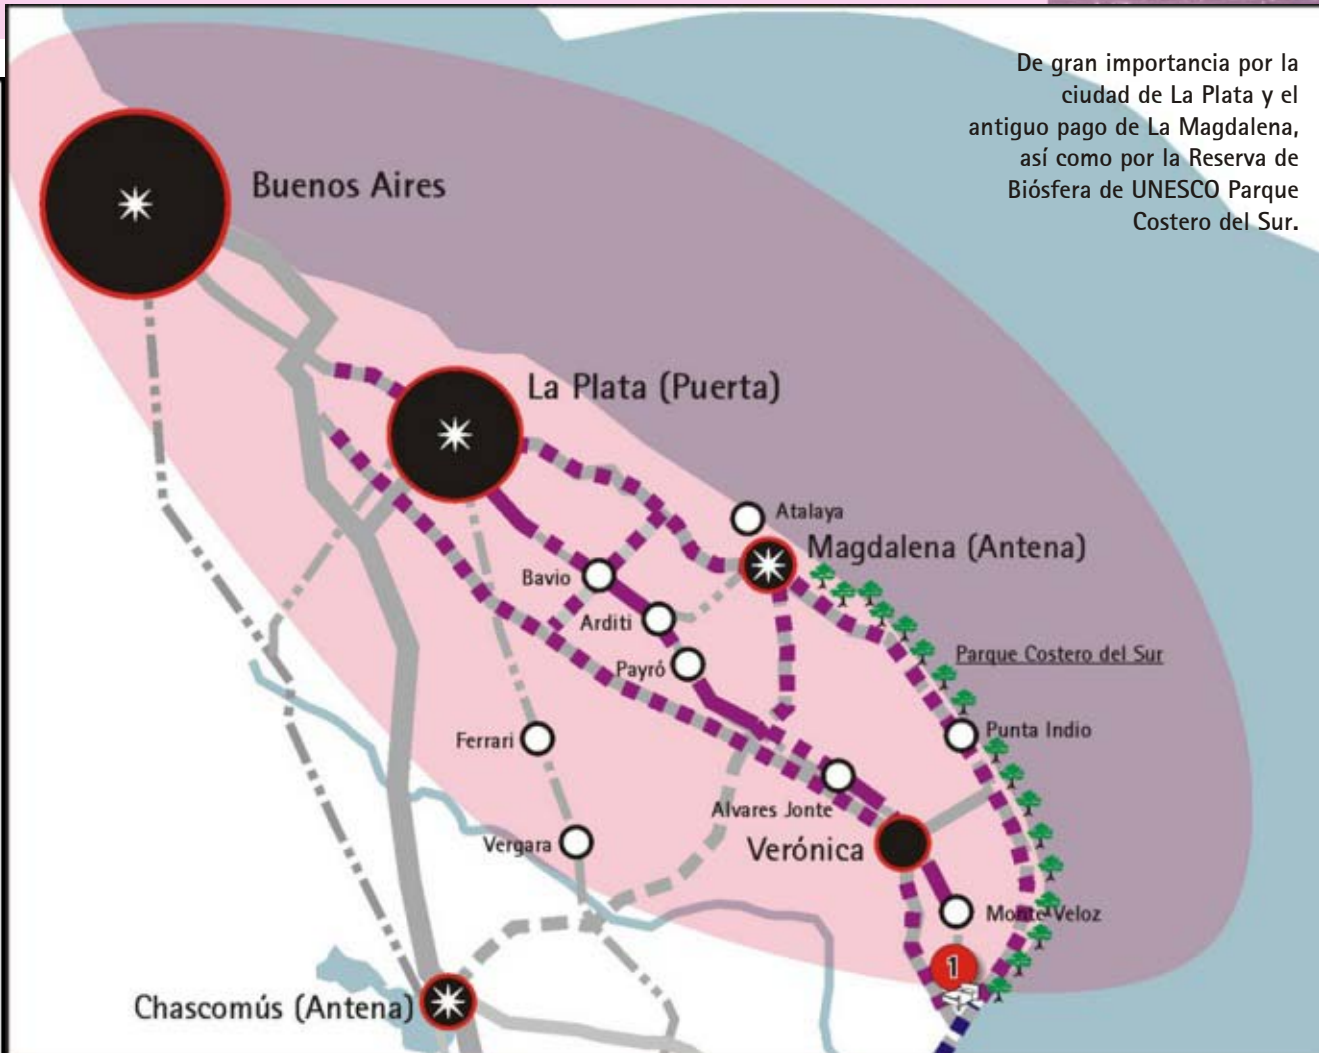 De gran importancia por la
ciudad de La Plata y el
antiguo pago de La Magdalena,
así como por la Reserva de
Biósfera de UNESCO Parque
Costero del Sur.
Buenos Aires
La Plata (Puerta)
Atalaya
Magdalena (Antena)
Bavio
Arditi
Payró
Parque Costero del Sur
Punta Indio
Ferrari
Alvares Jonte
Vergara
Verónica
Monte Veloz
1
Chascomús (Antena)